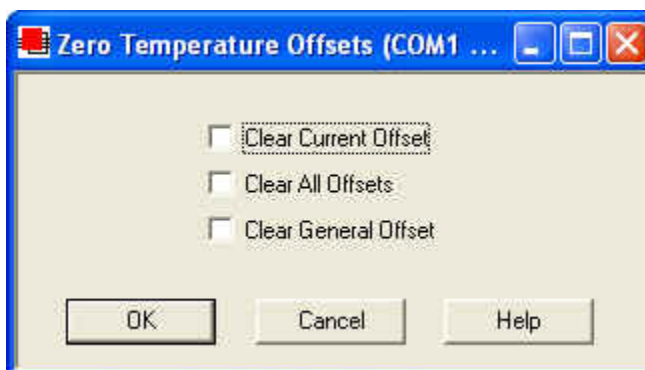 Zero Temperature Offsets (COM1 ...
Clear Current Offset
Clear All Offsets
Clear General Offset
OK Cancel Help